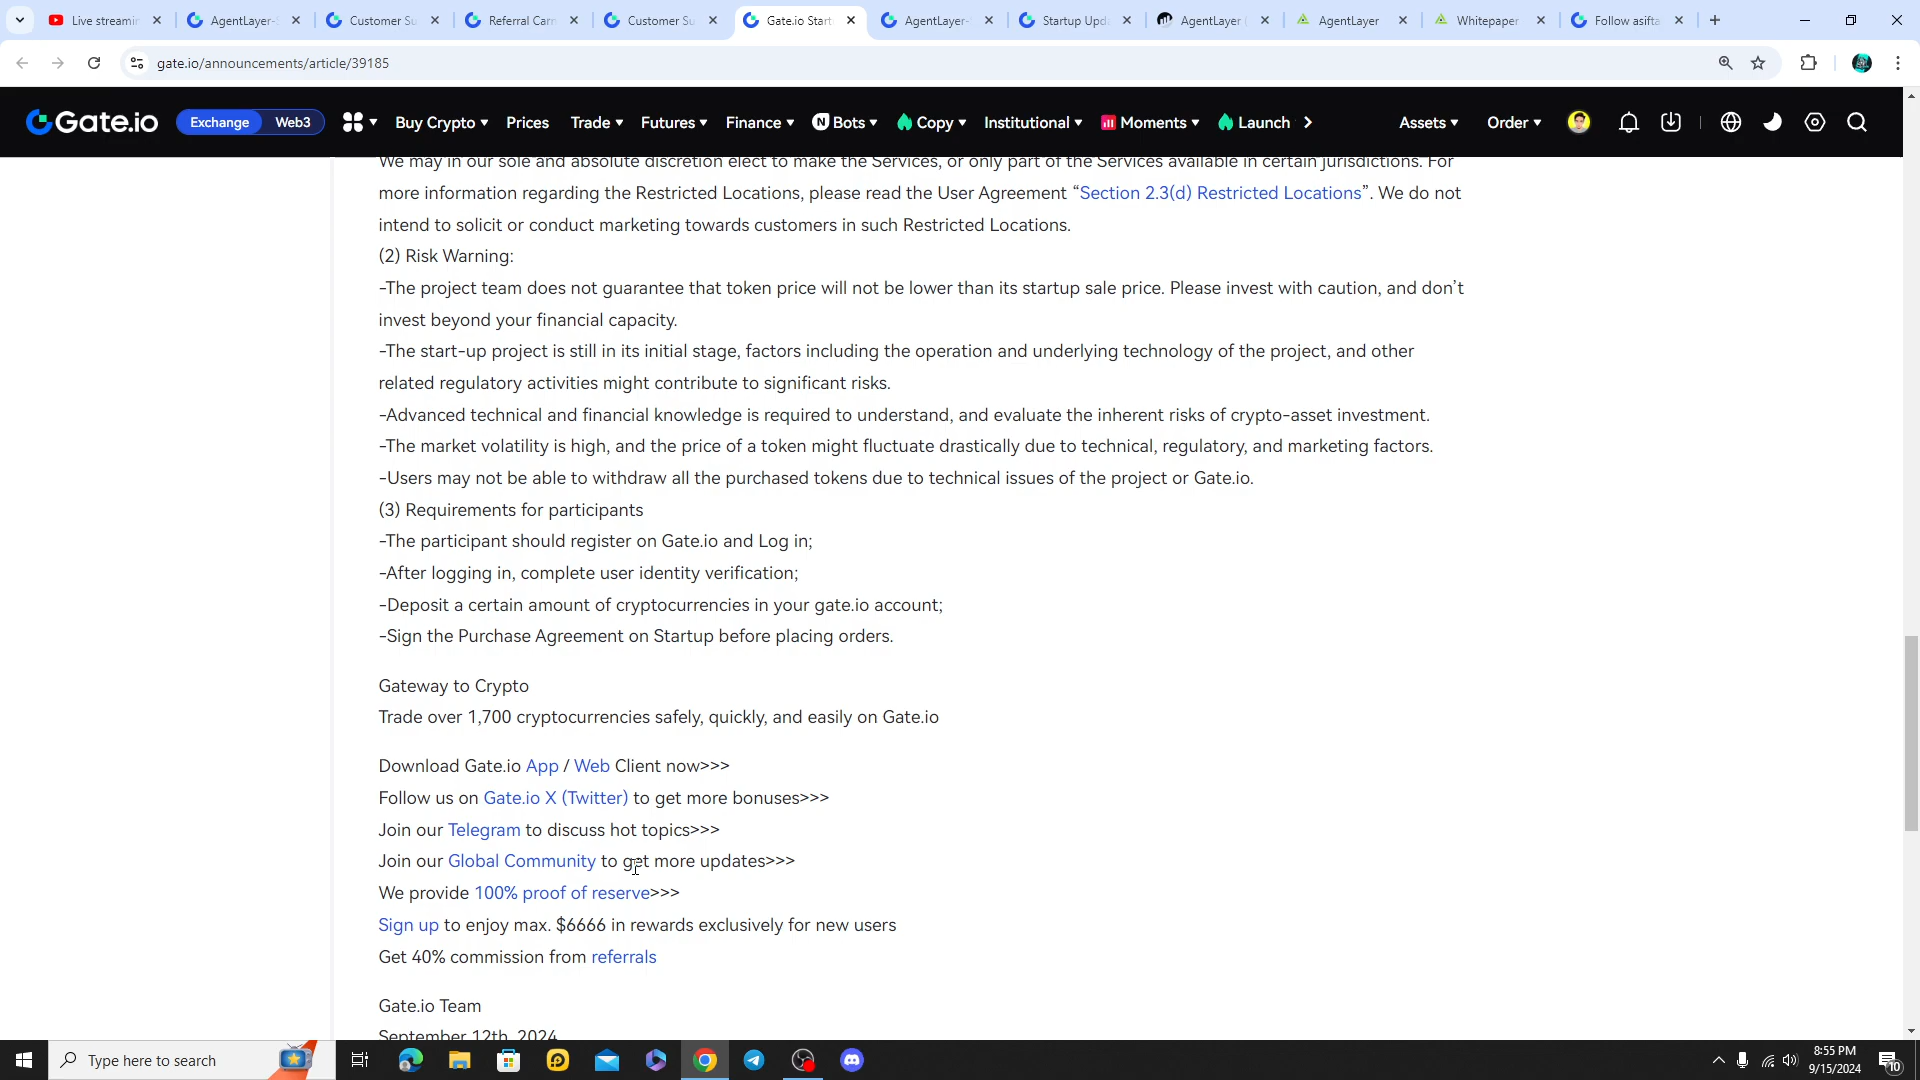 Live streamin
AgentLayer-
Customer Su
Referral Carn
Customer Su
Gate.io Start
AgentLayer-
Startup Upda
AgentLayer (
AgentLayer
Whitepaper
Follow asifta
gate.io/announcements/article/39185
Gate.io Exchange Web3 Buy Crypto Prices Trade Futures Finance Bots Copy Institutional Moments Launch Assets Order
We may in our sole and absolute discretion elect to make the Services, or only part of the Services available in certain jurisdictions. For
more information regarding the Restricted Locations, please read the User Agreement “Section 2.3(d) Restricted Locations”. We do not
intend to solicit or conduct marketing towards customers in such Restricted Locations.
(2) Risk Warning:
-The project team does not guarantee that token price will not be lower than its startup sale price. Please invest with caution, and don’t
invest beyond your financial capacity.
-The start-up project is still in its initial stage, factors including the operation and underlying technology of the project, and other
related regulatory activities might contribute to significant risks.
-Advanced technical and financial knowledge is required to understand, and evaluate the inherent risks of crypto-asset investment.
-The market volatility is high, and the price of a token might fluctuate drastically due to technical, regulatory, and marketing factors.
-Users may not be able to withdraw all the purchased tokens due to technical issues of the project or Gate.io.
(3) Requirements for participants
-The participant should register on Gate.io and Log in;
-After logging in, complete user identity verification;
-Deposit a certain amount of cryptocurrencies in your gate.io account;
-Sign the Purchase Agreement on Startup before placing orders.
Gateway to Crypto
Trade over 1,700 cryptocurrencies safely, quickly, and easily on Gate.io
Download Gate.io App / Web Client now>>>
Follow us on Gate.io X (Twitter) to get more bonuses>>>
Join our Telegram to discuss hot topics>>>
Join our Global Community to get more updates>>>
We provide 100% proof of reserve>>>
Sign up to enjoy max. $6666 in rewards exclusively for new users
Get 40% commission from referrals
Gate.io Team
September 12th, 2024
Type here to search
8:55 PM
9/15/2024
10